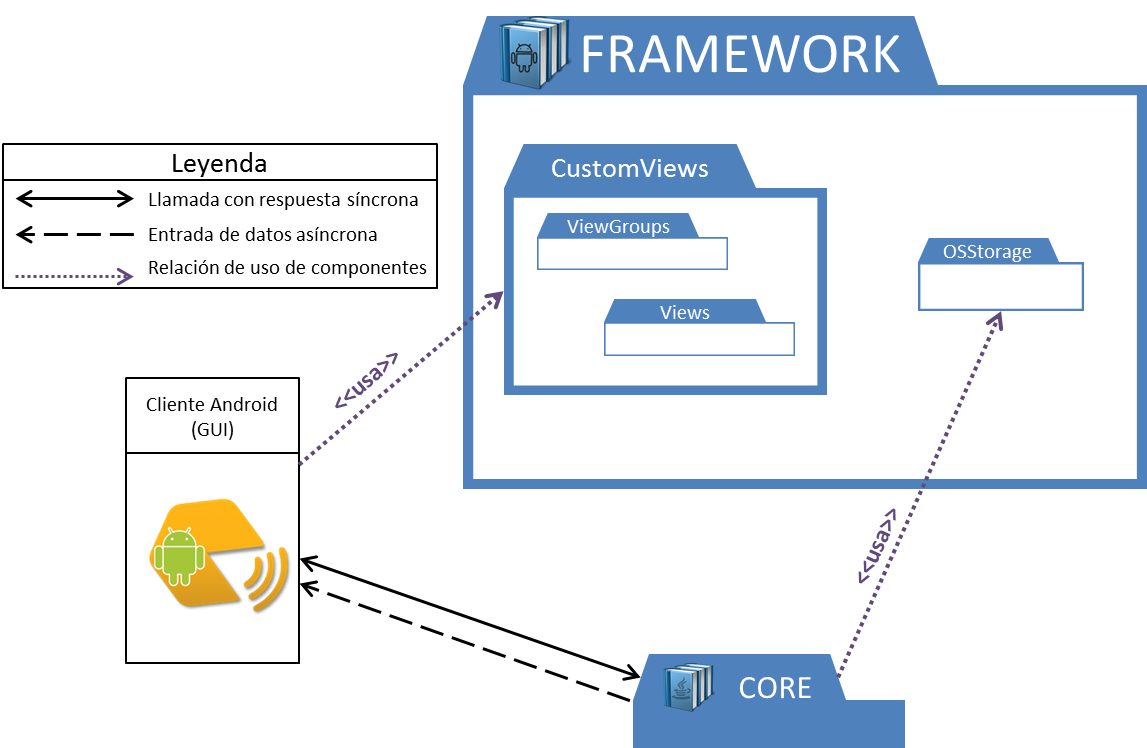 FRAMEWORK
CustomViews
ViewGroups
Views
OSStorage
Leyenda
Llamada con respuesta síncrona
Entrada de datos asíncrona
Relación de uso de componentes
<<usa>>
Cliente Android
(GUI)
<<usa>>
CORE